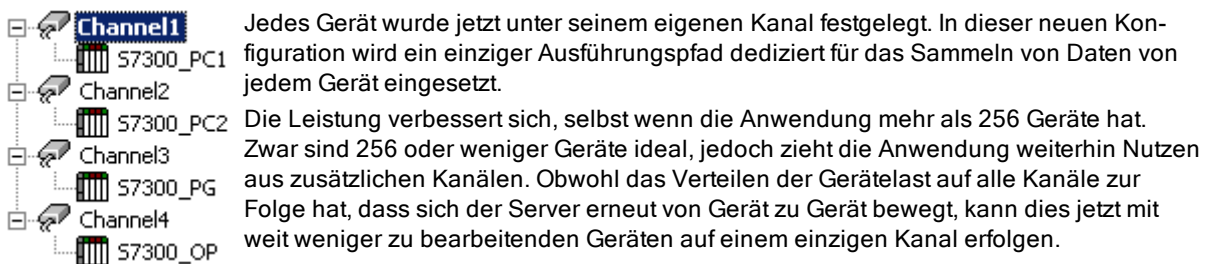 Channel1
S7300_PC1
Channel2
S7300_PC2
Channel3
S7300_PG
Channel4
S7300_OP
Jedes Gerät wurde jetzt unter seinem eigenen Kanal festgelegt. In dieser neuen Kon-
figuration wird ein einziger Ausführungspfad dediziert für das Sammeln von Daten von
jedem Gerät eingesetzt.
Die Leistung verbessert sich, selbst wenn die Anwendung mehr als 256 Geräte hat.
Zwar sind 256 oder weniger Geräte ideal, jedoch zieht die Anwendung weiterhin Nutzen
aus zusätzlichen Kanälen. Obwohl das Verteilen der Gerätelast auf alle Kanäle zur
Folge hat, dass sich der Server erneut von Gerät zu Gerät bewegt, kann dies jetzt mit
weit weniger zu bearbeitenden Geräten auf einem einzigen Kanal erfolgen.